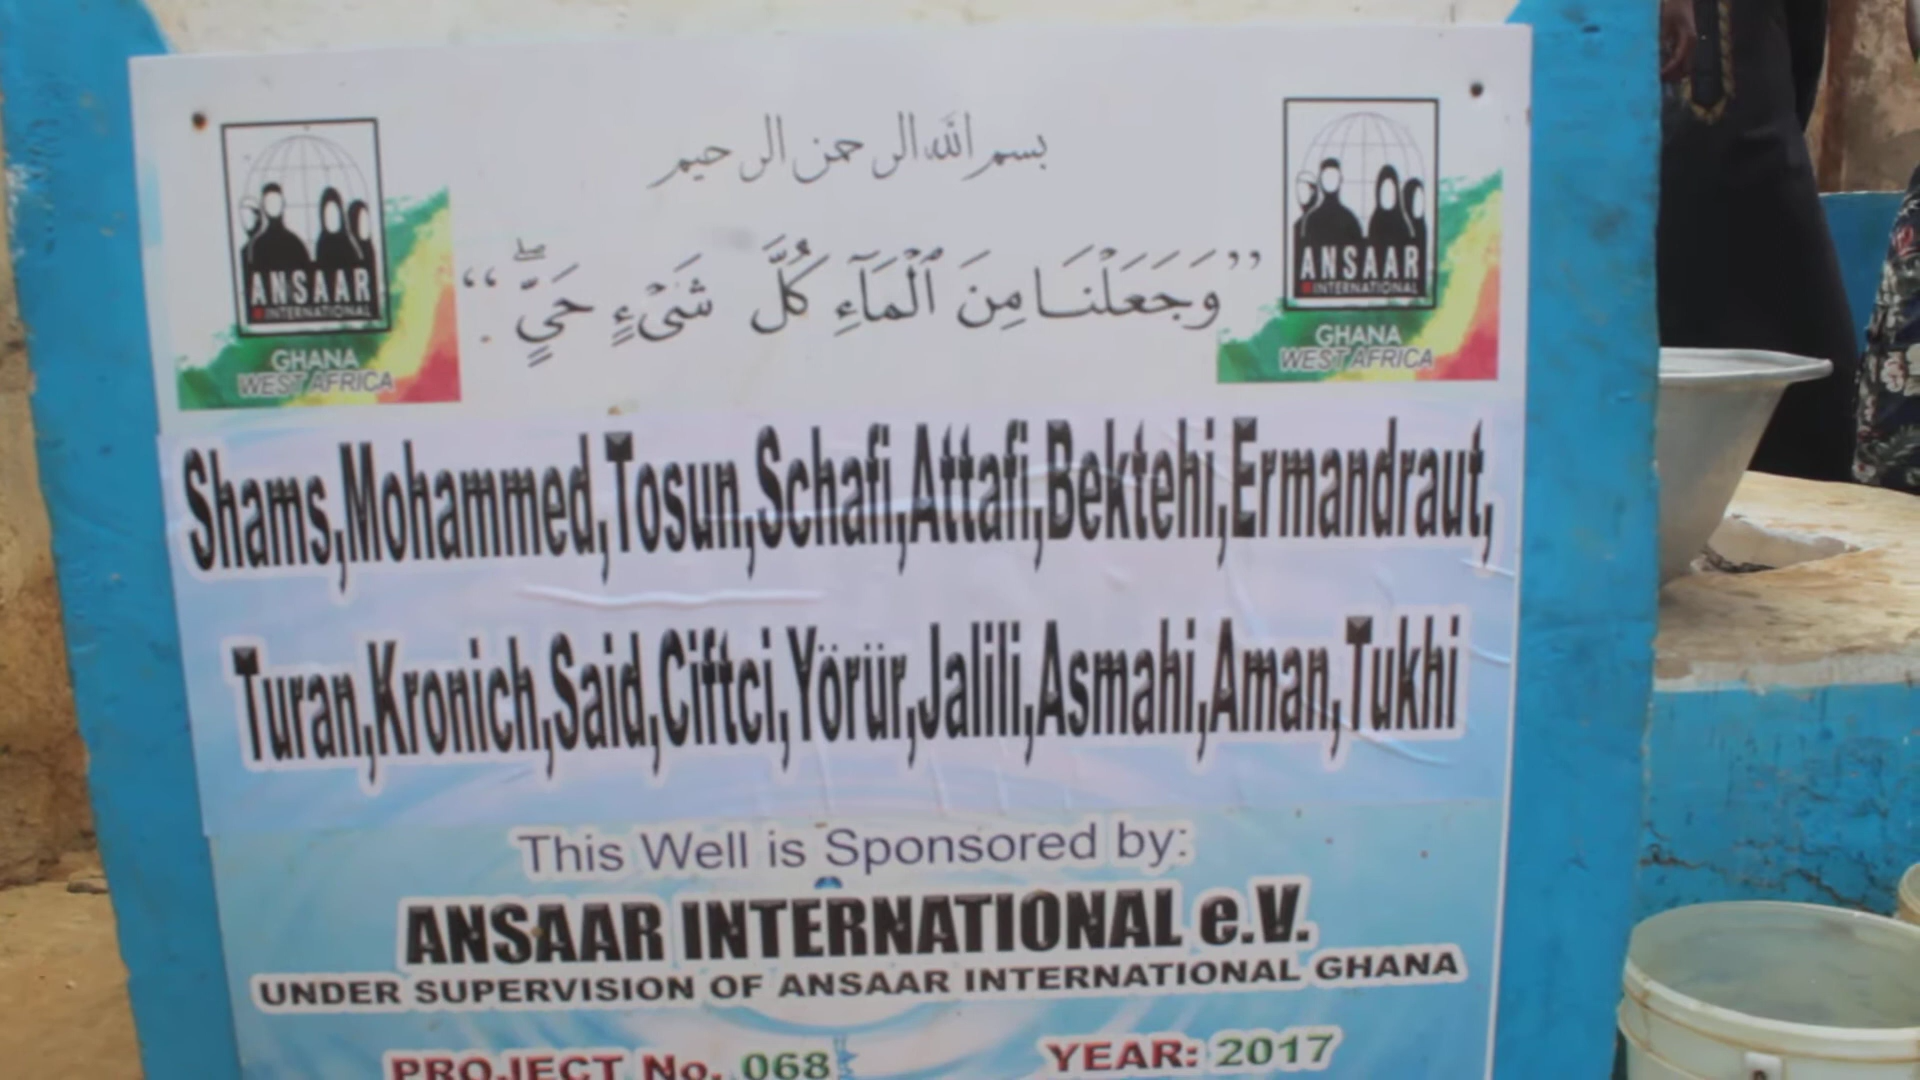 بسم الله الرحمن الرحيم
”وَجَعَلْنَا مِنَ ٱلْمَآءِ كُلَّ شَىْءٍ حَيٍّ ۖ“.
ANSAAR
INTERNATIONAL
GHANA
WEST AFRICA
ANSAAR
INTERNATIONAL
GHANA
WEST AFRICA
Shams,Mohammed,Tosun,Schafi,Attafi,Bektehi,Ermandraut,
Turan,Kronich,Said,Ciftci,Yörür,Jalili,Asmahi,Aman,Tukhi
This Well is Sponsored by:
ANSAAR INTERNATIONAL e.V.
UNDER SUPERVISION OF ANSAAR INTERNATIONAL GHANA
PROJECT No. 068 YEAR: 2017